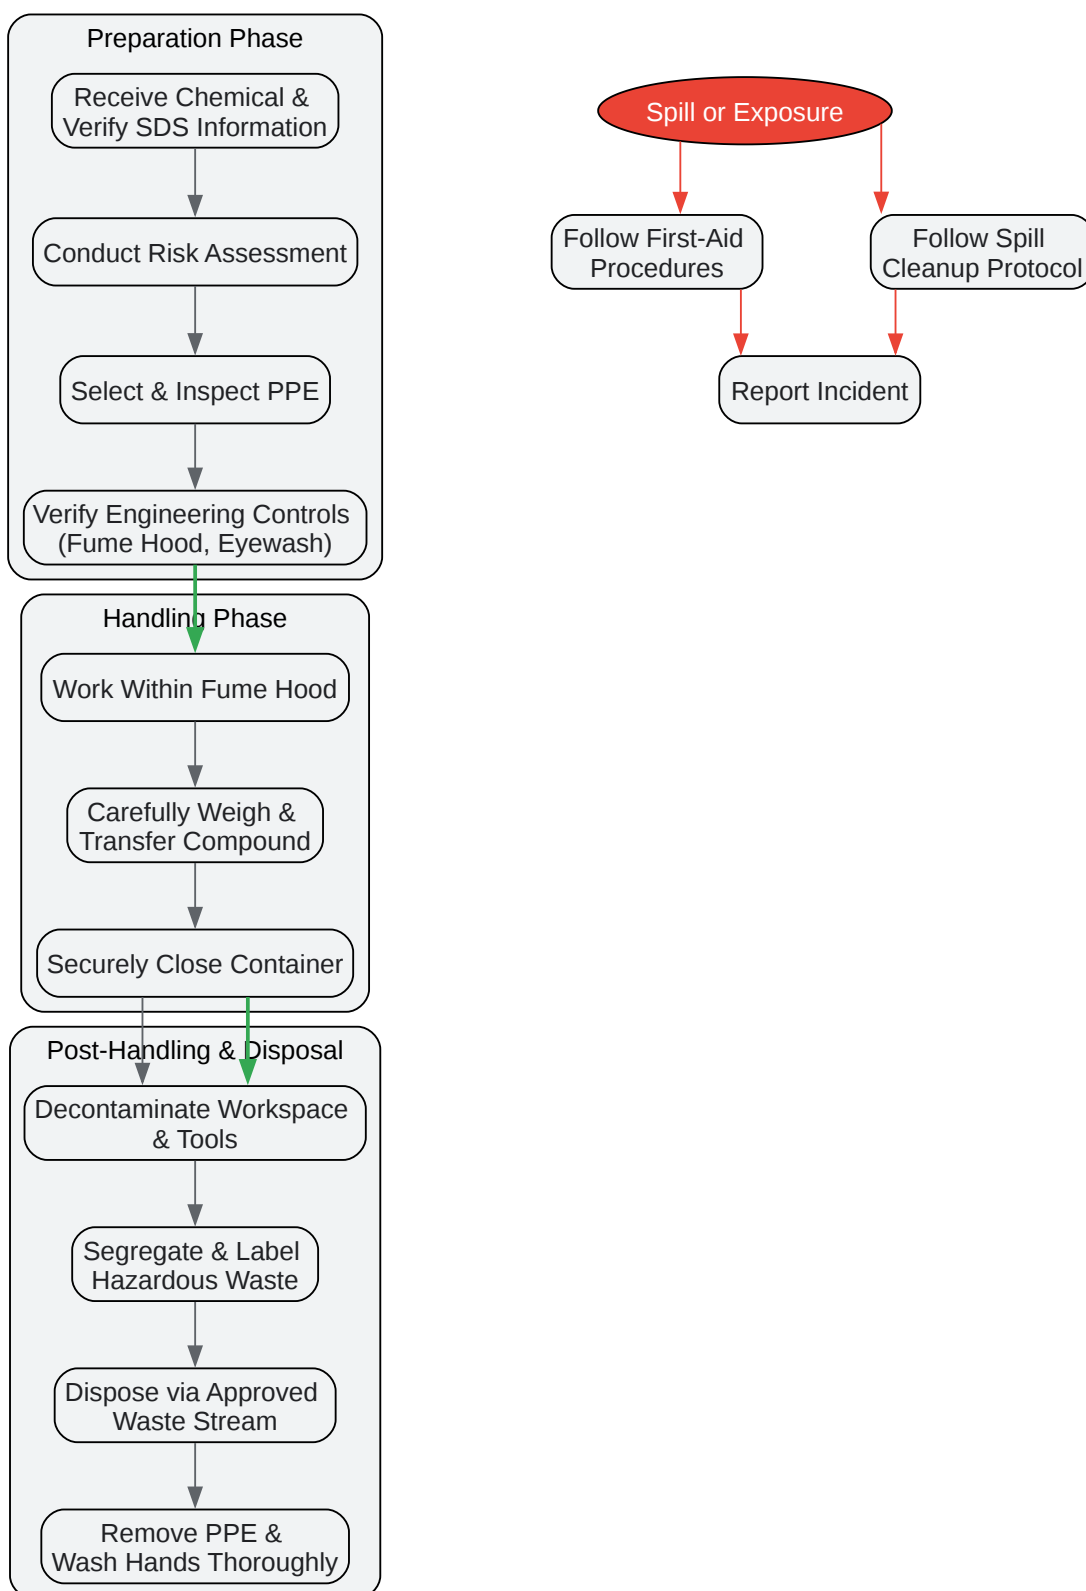 Preparation Phase
Receive Chemical &
Verify SDS Information
Conduct Risk Assessment
Select & Inspect PPE
Verify Engineering Controls
(Fume Hood, Eyewash)
Handling Phase
Work Within Fume Hood
Carefully Weigh &
Transfer Compound
Securely Close Container
Post-Handling & Disposal
Decontaminate Workspace
& Tools
Segregate & Label
Hazardous Waste
Dispose via Approved
Waste Stream
Remove PPE &
Wash Hands Thoroughly
Spill or Exposure
Follow First-Aid
Procedures
Follow Spill
Cleanup Protocol
Report Incident